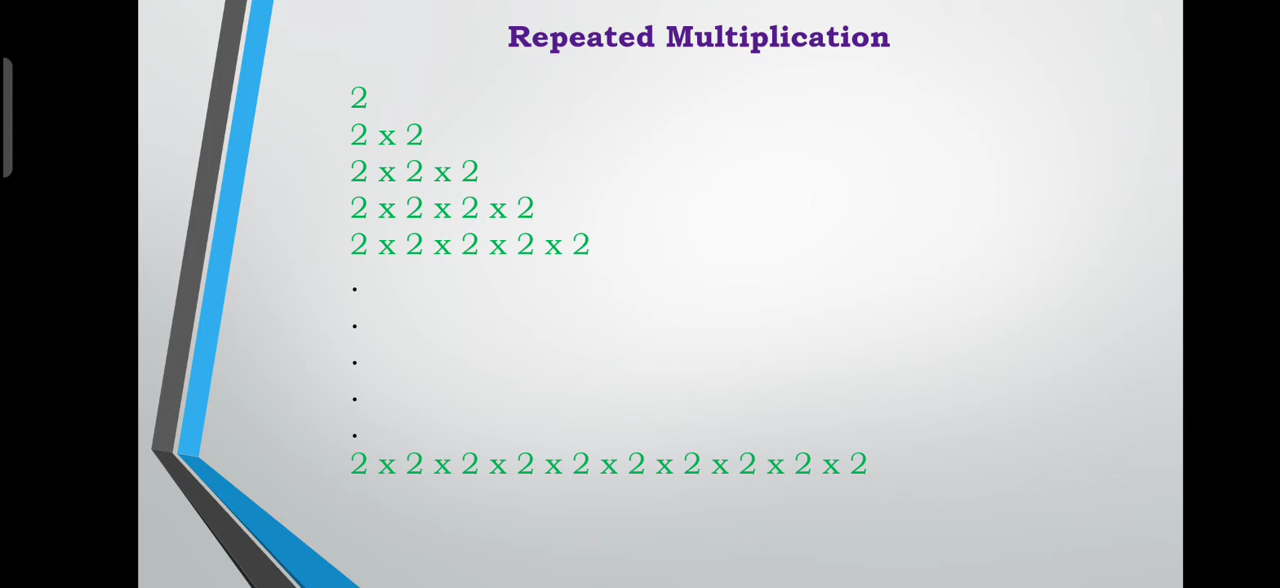 Repeated Multiplication
2
2 x 2
2 x 2 x 2
2 x 2 x 2 x 2
2 x 2 x 2 x 2 x 2
.
.
.
.
.
2 x 2 x 2 x 2 x 2 x 2 x 2 x 2 x 2 x 2